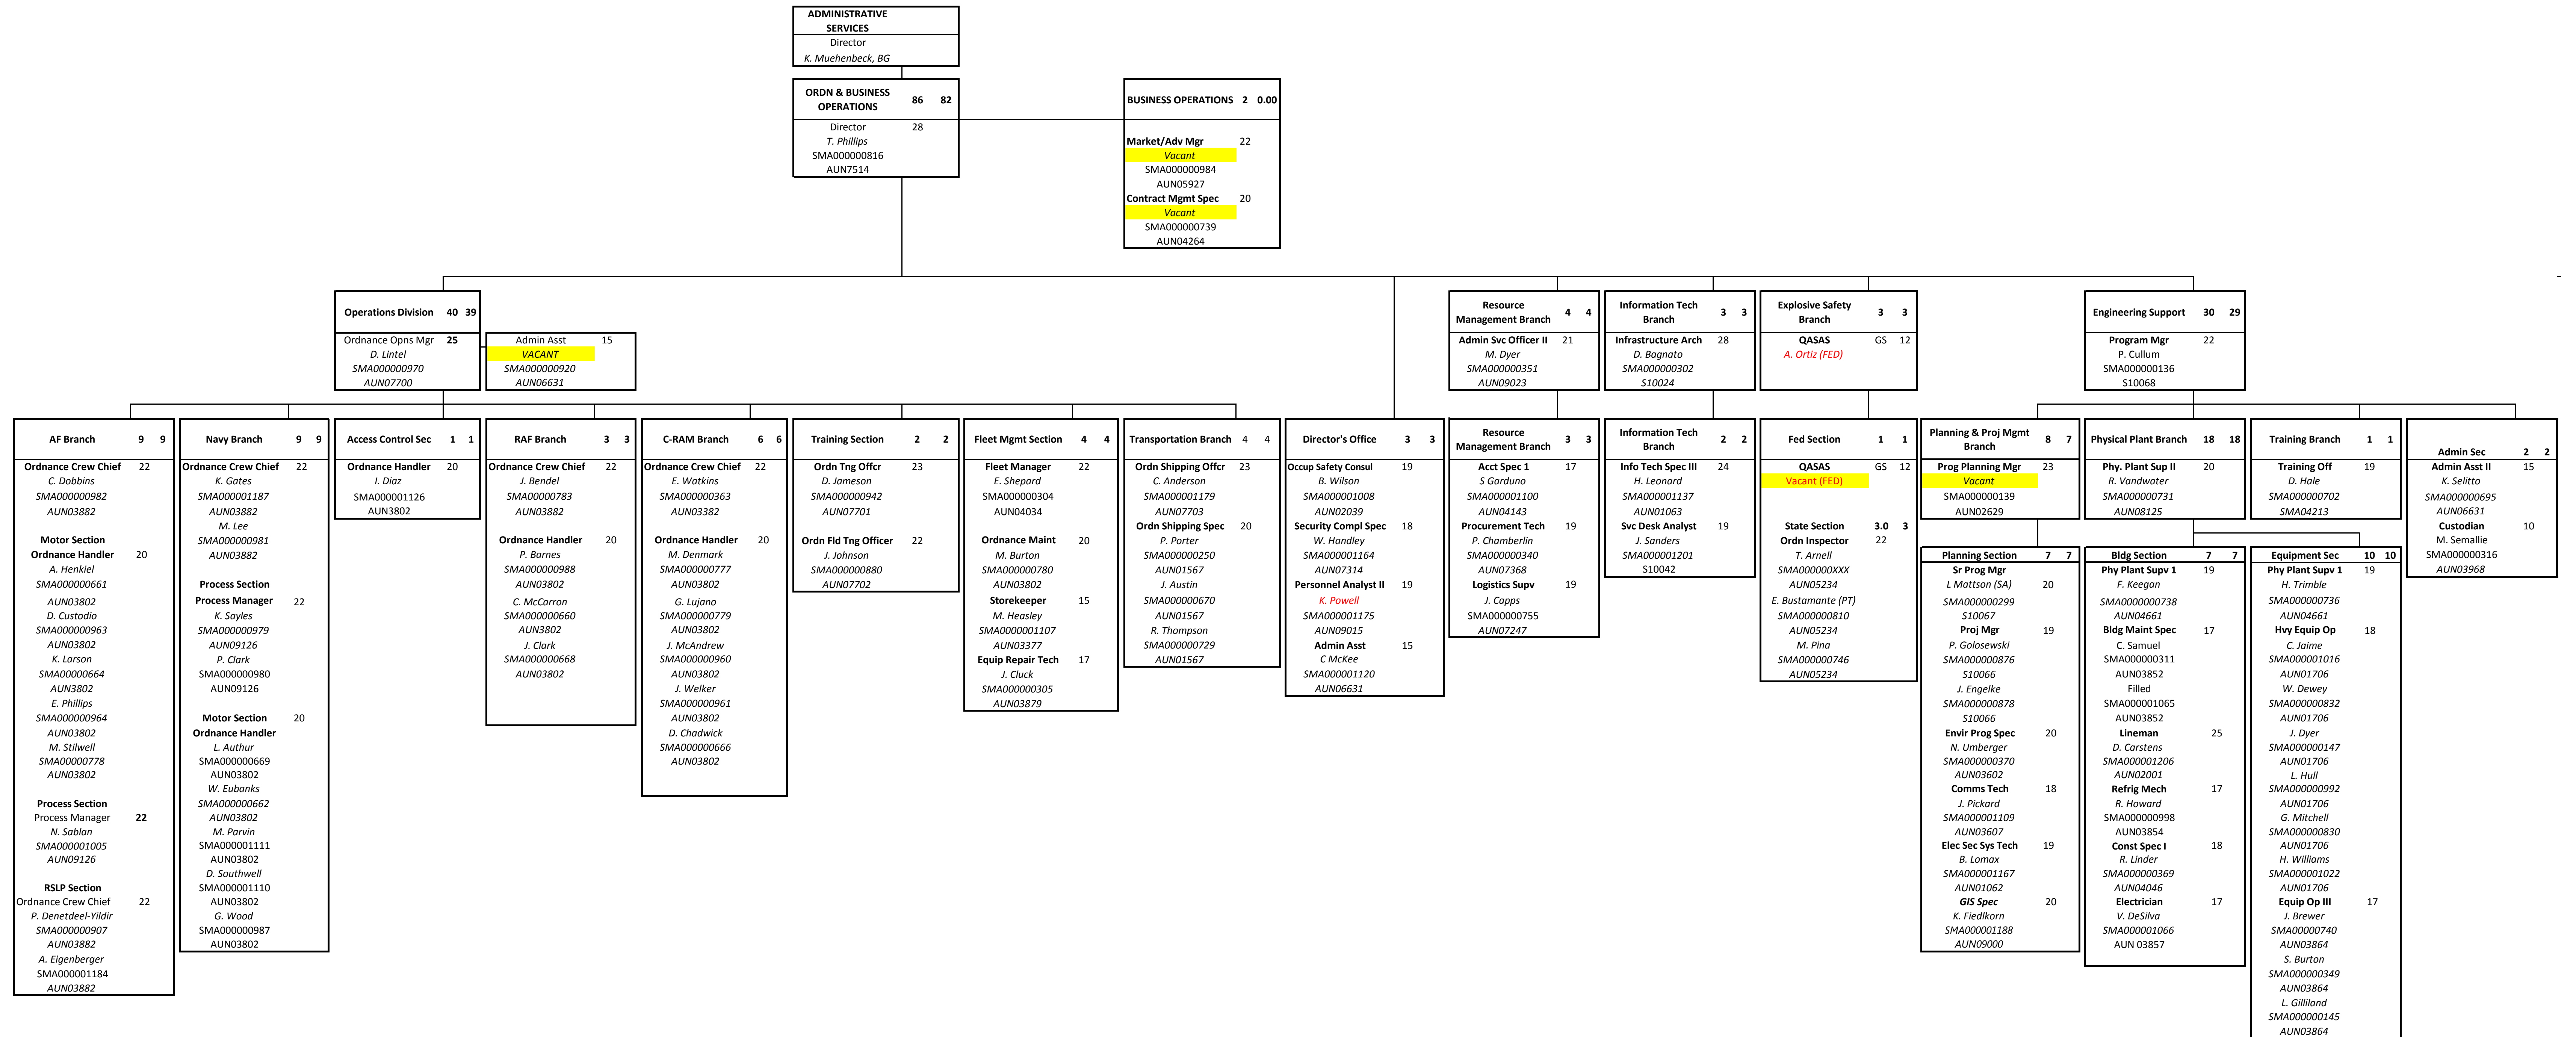 ADMINISTRATIVE
SERVICES
Director
K. Muehenbeck, BG
ORDN & BUSINESS
OPERATIONS 86 82
Director 28
T. Phillips
SMA000000816
AUN7514
BUSINESS OPERATIONS 2 0.00
Market/Adv Mgr 22
Vacant
SMA000000984
AUN05927
Contract Mgmt Spec 20
Vacant
SMA000000739
AUN04264
Operations Division 40 39
Ordnance Opns Mgr 25
D. Lintel
SMA000000970
AUN07700
Admin Asst 15
VACANT
SMA000000920
AUN06631
Resource
Management Branch 4 4
Admin Svc Officer II 21
M. Dyer
SMA000000351
AUN09023
Information Tech
Branch 3 3
Infrastructure Arch 28
D. Bagnato
SMA000000302
S10024
Explosive Safety
Branch 3 3
QASAS GS 12
A. Ortiz (FED)
Engineering Support 30 29
Program Mgr 22
P. Cullum
SMA000000136
S10068
AF Branch 9 9
Ordnance Crew Chief 22
C. Dobbins
SMA000000982
AUN03882
Motor Section
Ordnance Handler 20
A. Henkiel
SMA000000661
AUN03802
D. Custodio
SMA000000963
AUN03802
K. Larson
SMA00000664
AUN3802
E. Phillips
SMA000000964
AUN03802
M. Stilwell
SMA00000778
AUN03802
Process Section
Process Manager 22
N. Sablan
SMA000001005
AUN09126
RSLP Section
Ordnance Crew Chief 22
P. Denetdeel-Yildir
SMA000000907
AUN03882
A. Eigenberger
SMA000001184
AUN03882
Navy Branch 9 9
Ordnance Crew Chief 22
K. Gates
SMA000001187
AUN03882
M. Lee
SMA000000981
AUN03882
Process Section
Process Manager 22
K. Sayles
SMA000000979
AUN09126
P. Clark
SMA000000980
AUN09126
Motor Section 20
Ordnance Handler
L. Authur
SMA000000669
AUN03802
W. Eubanks
SMA000000662
AUN03802
M. Parvin
SMA000001111
AUN03802
D. Southwell
SMA000001110
AUN03802
G. Wood
SMA000000987
AUN03802
Access Control Sec 1 1
Ordnance Handler 20
I. Diaz
SMA000001126
AUN3802
RAF Branch 3 3
Ordnance Crew Chief 22
J. Bendel
SMA000000783
AUN03882
Ordnance Handler 20
P. Barnes
SMA000000988
AUN03802
C. McCarron
SMA000000660
AUN3802
J. Clark
SMA000000668
AUN03802
C-RAM Branch 6 6
Ordnance Crew Chief 22
E. Watkins
SMA000000363
AUN03382
Ordnance Handler 20
M. Denmark
SMA000000777
AUN03802
G. Lujano
SMA000000779
AUN03802
J. McAndrew
SMA000000960
AUN03802
J. Welker
SMA000000961
AUN03802
D. Chadwick
SMA000000666
AUN03802
Training Section 2 2
Ordn Tng Offcr 23
D. Jameson
SMA000000942
AUN07701
Ordn Fld Tng Officer 22
J. Johnson
SMA000000880
AUN07702
Fleet Mgmt Section 4 4
Fleet Manager 22
E. Shepard
SMA000000304
AUN04034
Ordnance Maint 20
M. Burton
SMA000000780
AUN03802
Storekeeper 15
M. Heasley
SMA0000001107
AUN03377
Equip Repair Tech 17
J. Cluck
SMA000000305
AUN03879
Transportation Branch 4 4
Ordn Shipping Offcr 23
C. Anderson
SMA000001179
AUN07703
Ordn Shipping Spec 20
P. Porter
SMA000000250
AUN01567
J. Austin
SMA000000670
AUN01567
R. Thompson
SMA000000729
AUN01567
Director's Office 3 3
Occup Safety Consul 19
B. Wilson
SMA000001008
AUN02039
Security Compl Spec 18
W. Handley
SMA000001164
AUN07314
Personnel Analyst II 19
K. Powell
SMA000001175
AUN09015
Admin Asst 15
C McKee
SMA000001120
AUN06631
Resource
Management Branch 3 3
Acct Spec 1 17
S Garduno
SMA000001100
AUN04143
Procurement Tech 19
P. Chamberlin
SMA000000340
AUN07368
Logistics Supv 19
J. Capps
SMA000000755
AUN07247
Information Tech
Branch 2 2
Info Tech Spec III 24
H. Leonard
SMA000001137
AUN01063
Svc Desk Analyst 19
J. Sanders
SMA000001201
S10042
Fed Section 1 1
QASAS GS 12
Vacant (FED)
State Section 3.0 3
Ordn Inspector 22
T. Arnell
SMA000000XXX
AUN05234
E. Bustamante (PT)
SMA000000810
AUN05234
M. Pina
SMA000000746
AUN05234
Planning & Proj Mgmt
Branch 8 7
Prog Planning Mgr 23
Vacant
SMA000000139
AUN02629
Planning Section 7 7
Sr Prog Mgr
L Mattson (SA) 20
SMA000000299
S10067
Proj Mgr 19
P. Golosewski
SMA000000876
S10066
J. Engelke
SMA000000878
S10066
Envir Prog Spec 20
N. Umberger
SMA000000370
AUN03602
Comms Tech 18
J. Pickard
SMA000001109
AUN03607
Elec Sec Sys Tech 19
B. Lomax
SMA000001167
AUN01062
GIS Spec 20
K. Fiedlkorn
SMA000001188
AUN09000
Physical Plant Branch 18 18
Phy. Plant Sup II 20
R. Vandwater
SMA000000731
AUN08125
Bldg Section 7 7
Phy Plant Supv 1 19
F. Keegan
SMA000000738
AUN04661
Bldg Maint Spec 17
C. Samuel
SMA000000311
AUN03852
Filled
SMA000001065
AUN03852
Lineman 25
D. Carstens
SMA000001206
AUN02001
Refrig Mech 17
R. Howard
SMA000000998
AUN03854
Const Spec I 18
R. Linder
SMA000000369
AUN04046
Electrician 17
V. DeSilva
SMA000001066
AUN 03857
Training Branch 1 1
Training Off 19
D. Hale
SMA000000702
SMA04213
Equipment Sec 10 10
Phy Plant Supv 1 19
H. Trimble
SMA000000736
AUN04661
Hvy Equip Op 18
C. Jaime
SMA000001016
AUN01706
W. Dewey
SMA000000832
AUN01706
J. Dyer
SMA000000147
AUN01706
L. Hull
SMA000000992
AUN01706
G. Mitchell
SMA000000830
AUN01706
H. Williams
SMA000001022
AUN01706
Equip Op III 17
J. Brewer
SMA00000740
AUN03864
S. Burton
SMA000000349
AUN03864
L. Gilliland
SMA000000145
AUN03864
Admin Sec 2 2
Admin Asst II 15
K. Selitto
SMA000000695
AUN06631
Custodian 10
M. Semallie
SMA000000316
AUN03968